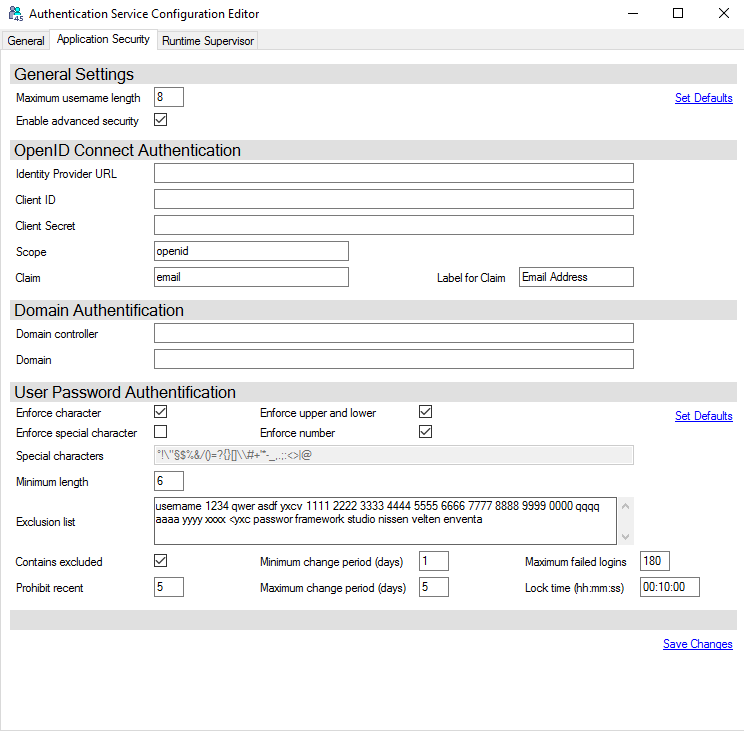 Authentication Service Configuration Editor
General Application Security Runtime Supervisor
General Settings
Maximum username length 8 Set Defaults
Enable advanced security
OpenID Connect Authentication
Identity Provider URL
Client ID
Client Secret
Scope openid
Claim email Label for Claim Email Address
Domain Authentification
Domain controller
Domain
User Password Authentification
Enforce character Enforce upper and lower Set Defaults
Enforce special character Enforce number
Special characters °!\"§$%&/()=?{}[]\\#+'*-_.,:;<>|@
Minimum length 6
Exclusion list
username 1234 qwer asdf yxcv 1111 2222 3333 4444 5555 6666 7777 8888 9999 0000 qqqq
aaaa yyyy xxxx <yxc passwor framework studio nissen velten enventa
Contains excluded Minimum change period (days) 1 Maximum failed logins 180
Prohibit recent 5 Maximum change period (days) 5 Lock time (hh:mm:ss) 00:10:00
Save Changes